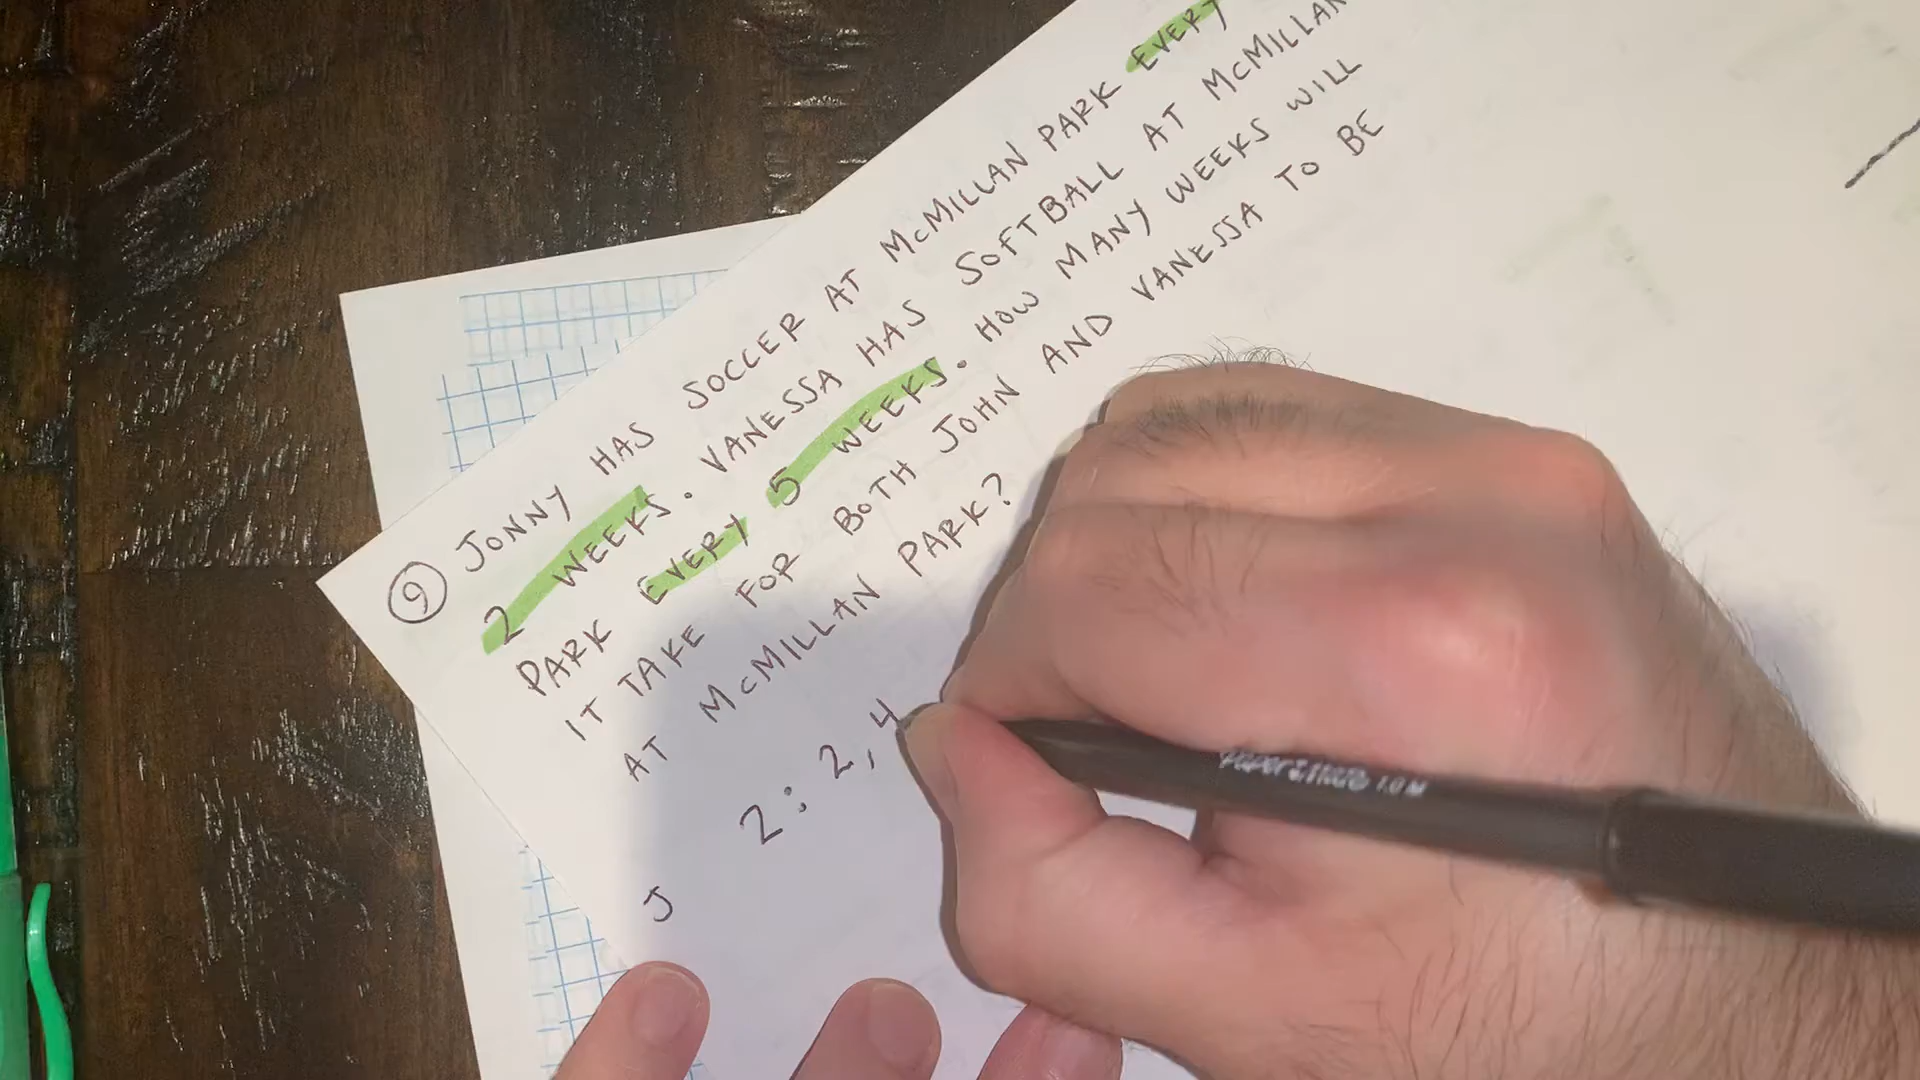 9 JONNY HAS SOCCER AT McMILLAN PARK EVERY
2 WEEKS. VANESSA HAS SOFTBALL AT McMILLAN
PARK EVERY 5 WEEKS. HOW MANY WEEKS WILL
IT TAKE FOR BOTH JOHN AND VANESSA TO BE
AT McMILLAN PARK?
J 2: 2, 4
paper mate 1.0 M